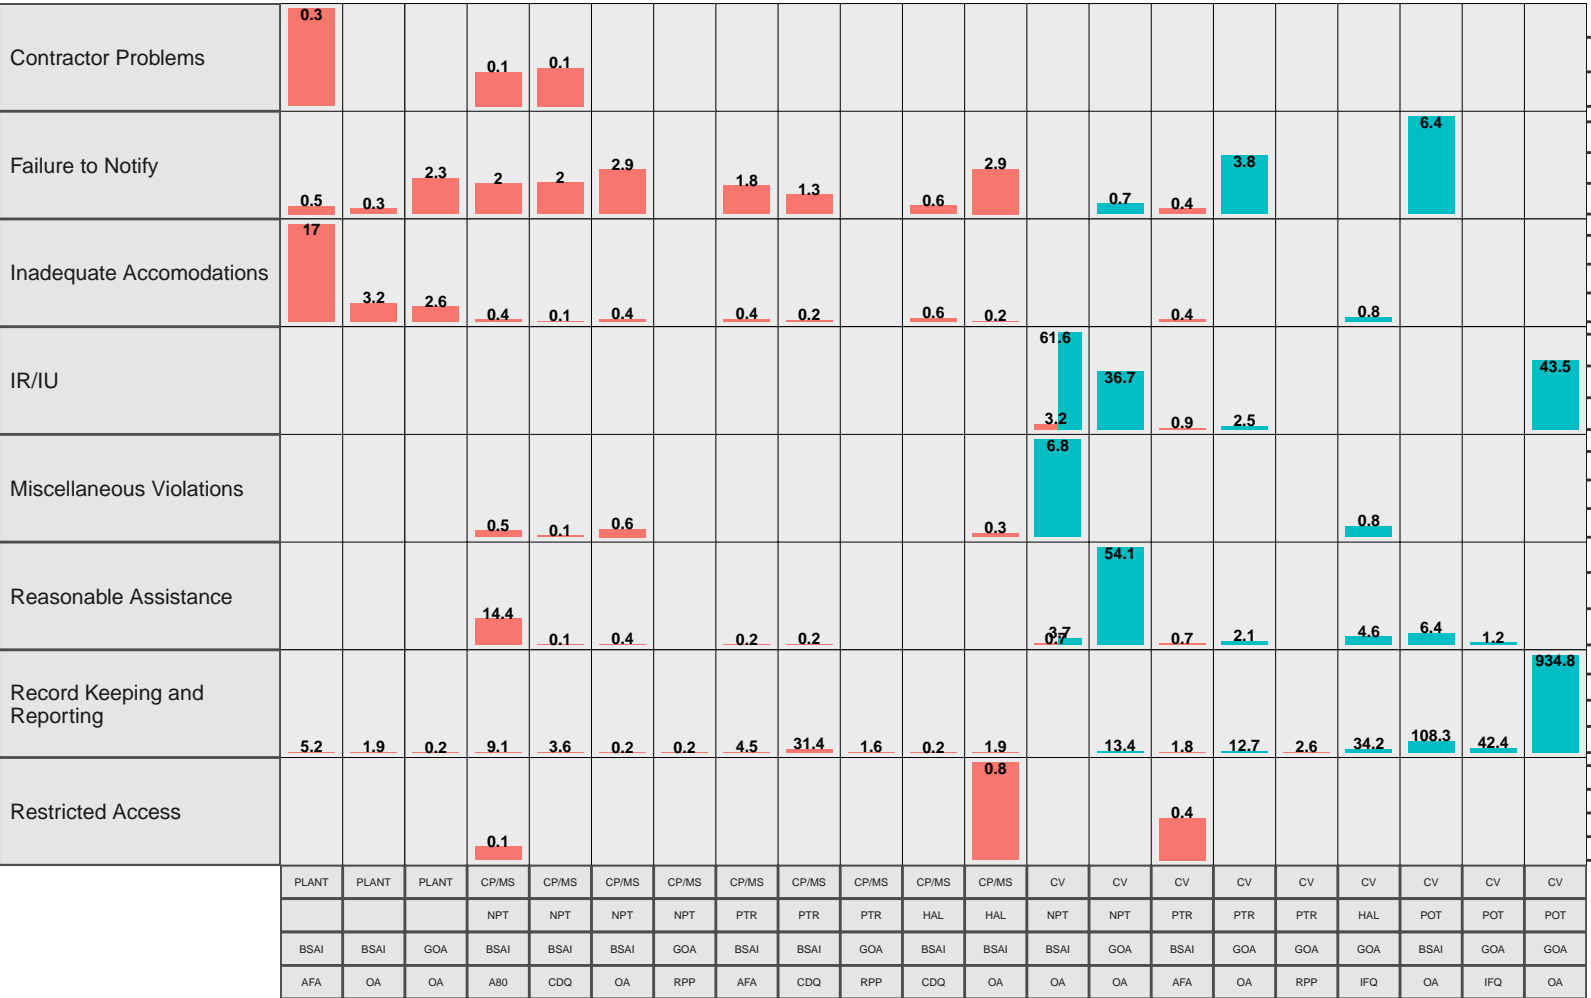 0.3
Contractor Problems 0.1 0.1
6.4
Failure to Notify 0.5 0.3 2.3 2 2 2.9 1.8 1.3 0.6 2.9 0.7 0.4 3.8
17
Inadequate Accomodations 3.2 2.6 0.4 0.1 0.4 0.4 0.2 0.6 0.2 0.4 0.8
61.6 36.7 43.5
IR/IU 3.2 0.9 2.5
6.8
Miscellaneous Violations 0.5 0.1 0.6 0.3 0.8
54.1
Reasonable Assistance 14.4 0.1 0.4 0.2 0.2 0.7 3.7 0.7 2.1 4.6 6.4 1.2
934.8
Record Keeping and
Reporting
5.2 1.9 0.2 9.1 3.6 0.2 0.2 4.5 31.4 1.6 0.2 1.9 13.4 1.8 12.7 2.6 34.2 108.3 42.4
0.8
Restricted Access 0.1 0.4
PLANT PLANT PLANT CP/MS CP/MS CP/MS CP/MS CP/MS CP/MS CP/MS CP/MS CP/MS CV CV CV CV CV CV CV CV CV
NPT NPT NPT NPT PTR PTR PTR HAL HAL NPT NPT PTR PTR PTR HAL POT POT POT
BSAI BSAI GOA BSAI BSAI BSAI GOA BSAI BSAI GOA BSAI BSAI BSAI GOA BSAI GOA GOA GOA BSAI GOA GOA
AFA OA OA A80 CDQ OA RPP AFA CDQ RPP CDQ OA OA OA AFA OA RPP IFQ OA IFQ OA